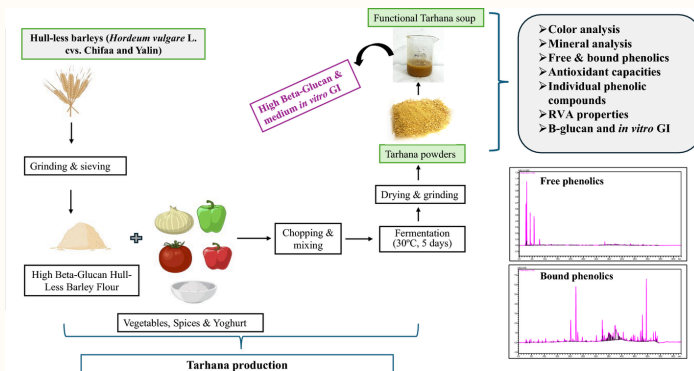 Hull-less barleys (Hordeum vulgare L.
cvs. Chifaa and Yalin)
Grinding & sieving
High Beta-Glucan Hull-
Less Barley Flour
Vegetables, Spices & Yoghurt
Chopping &
mixing
Fermentation
(30°C, 5 days)
Drying & grinding
Tarhana powders
Functional Tarhana soup
High Beta-Glucan &
medium in vitro GI
Tarhana production
➢Color analysis
➢Mineral analysis
➢Free & bound phenolics
➢Antioxidant capacities
➢Individual phenolic
compounds
➢RVA properties
➢B-glucan and in vitro GI
Free phenolics
Bound phenolics